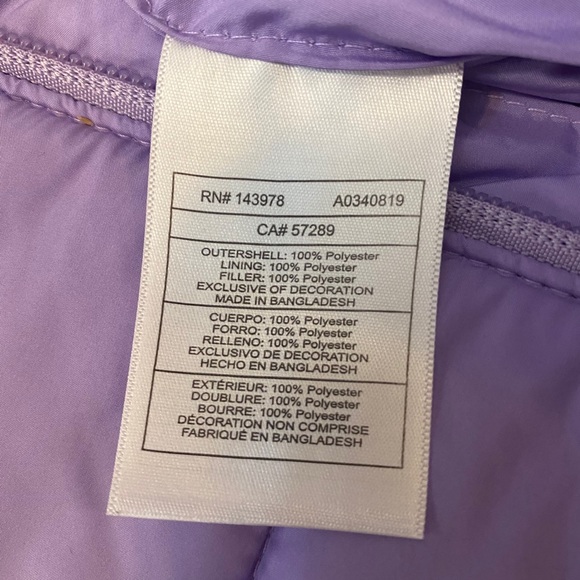 RN# 143978 A0340819
CA# 57289
OUTERSHELL: 100% Polyester
LINING: 100% Polyester
FILLER: 100% Polyester
EXCLUSIVE OF DECORATION
MADE IN BANGLADESH
CUERPO: 100% Polyester
FORRO: 100% Polyester
RELLENO: 100% Polyester
EXCLUSIVO DE DECORATION
HECHO EN BANGLADESH
EXTÉRIEUR: 100% Polyester
DOUBLURE: 100% Polyester
BOURRE: 100% Polyester
DÉCORATION NON COMPRISE
FABRIQUÉ EN BANGLADESH